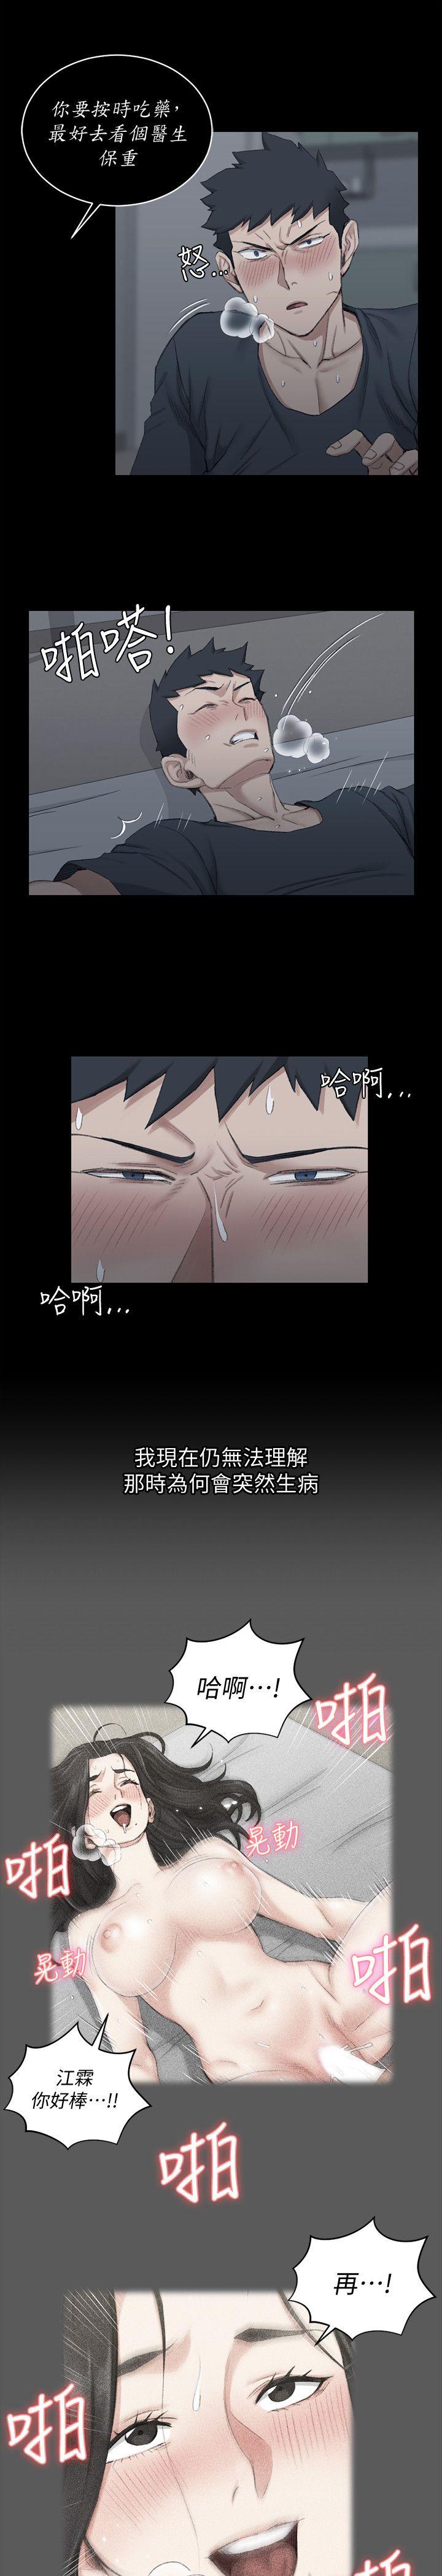 你要按時吃藥，
最好去看個醫生
保重
怒...
啪嗒！
哈啊...
哈啊...
我現在仍無法理解
那時為何會突然生病
哈啊…！
啪
啪
晃動
晃動
啪
江霖
你好棒…！！
啪
再…！
啪
啪